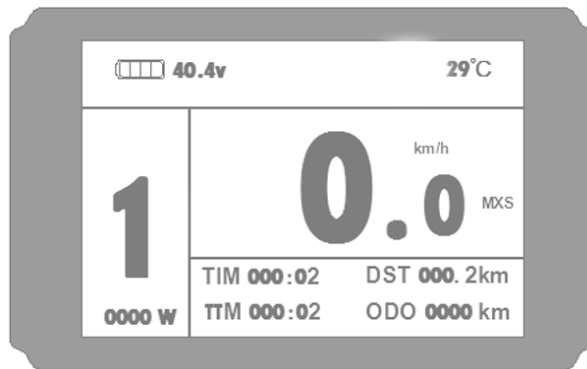 40.4v 29°C
km/h
1 0.0 MXS
TIM 000:02 DST 000.2km
0000 W TTM 000:02 ODO 0000 km